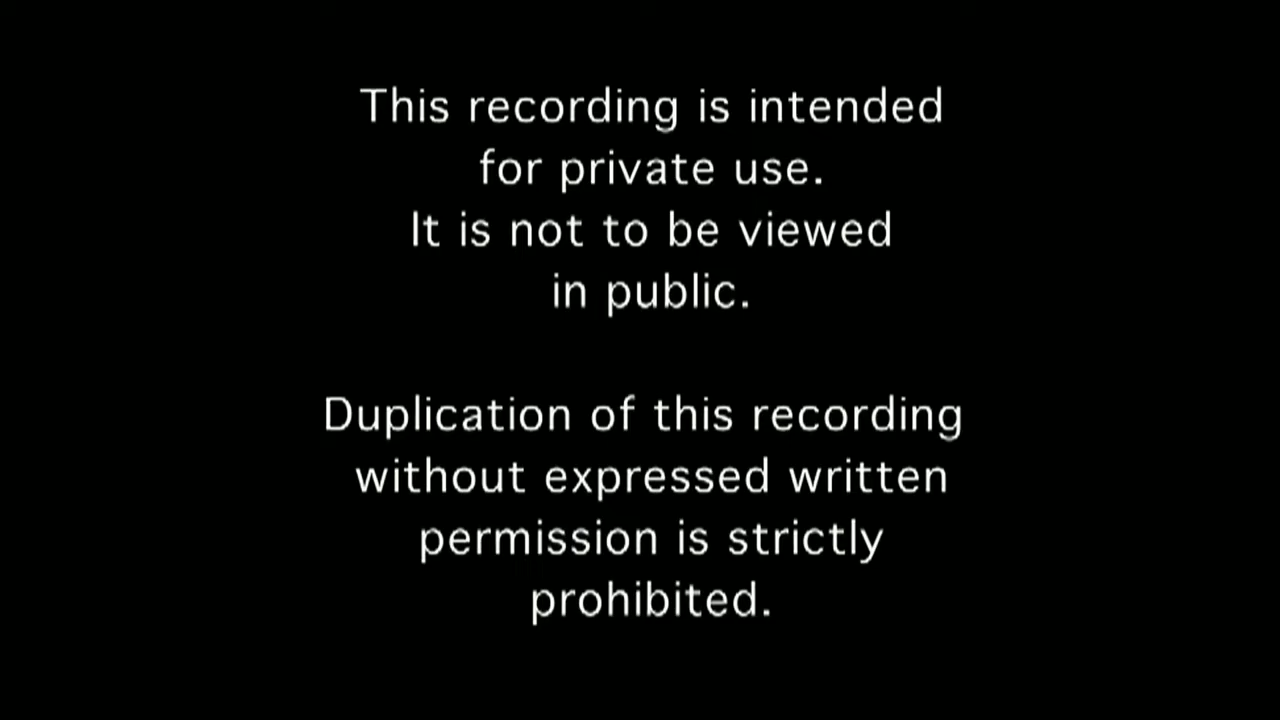 This recording is intended
for private use.
It is not to be viewed
in public.
Duplication of this recording
without expressed written
permission is strictly
prohibited.